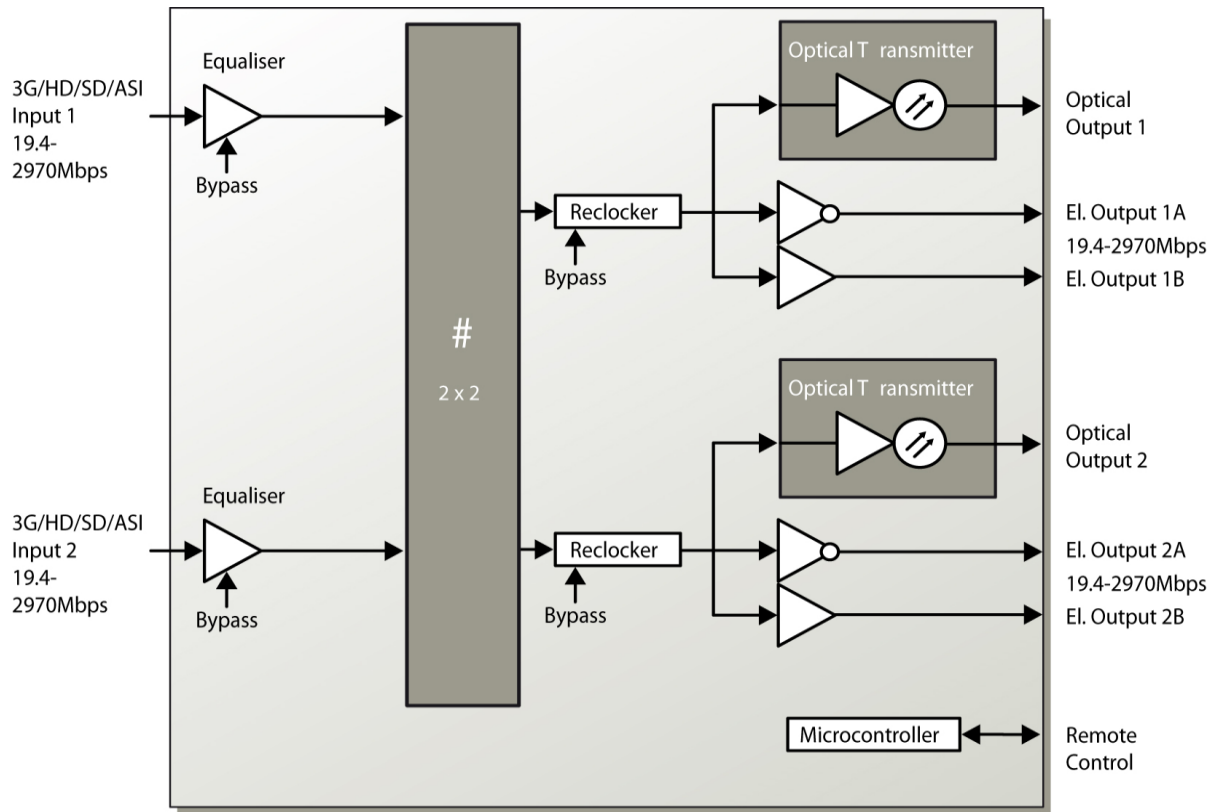 Equaliser
3G/HD/SD/ASI
Input 1
19.4-
2970Mbps
Bypass
Optical T ransmitter
Optical
Output 1
Reclocker
Bypass
El. Output 1A
19.4-2970Mbps
El. Output 1B
#
2 x 2
Optical T ransmitter
Optical
Output 2
Equaliser
3G/HD/SD/ASI
Input 2
19.4-
2970Mbps
Bypass
Reclocker
Bypass
El. Output 2A
19.4-2970Mbps
El. Output 2B
Microcontroller
Remote
Control